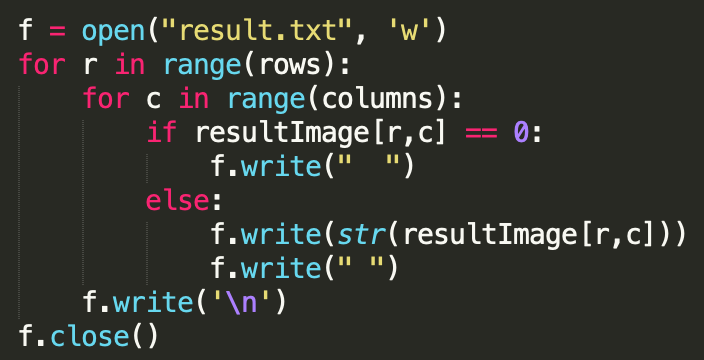 f = open("result.txt", 'w')
for r in range(rows):
    for c in range(columns):
        if resultImage[r,c] == 0:
            f.write("  ")
        else:
            f.write(str(resultImage[r,c]))
            f.write(" ")
    f.write('\n')
f.close()